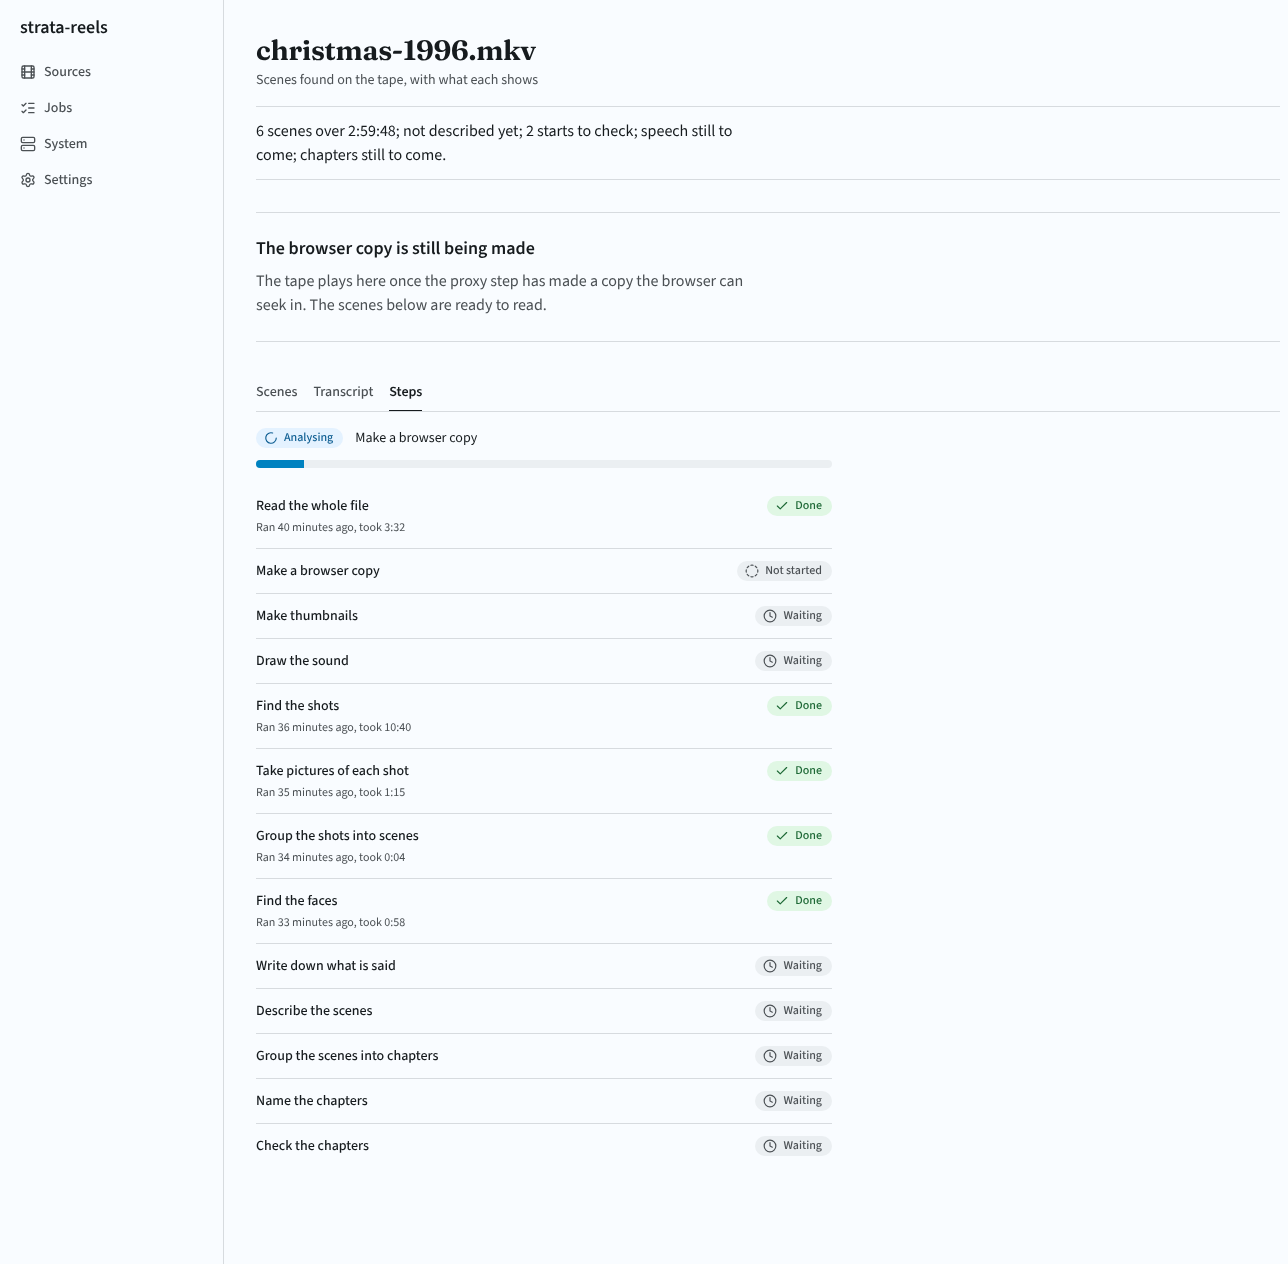 strata-reels
Sources
Jobs
System
Settings
christmas-1996.mkv
Scenes found on the tape, with what each shows
6 scenes over 2:59:48; not described yet; 2 starts to check; speech still to
come; chapters still to come.
The browser copy is still being made
The tape plays here once the proxy step has made a copy the browser can
seek in. The scenes below are ready to read.
Scenes Transcript Steps
Analysing Make a browser copy
Read the whole file Done
Ran 40 minutes ago, took 3:32
Make a browser copy Not started
Make thumbnails Waiting
Draw the sound Waiting
Find the shots Done
Ran 36 minutes ago, took 10:40
Take pictures of each shot Done
Ran 35 minutes ago, took 1:15
Group the shots into scenes Done
Ran 34 minutes ago, took 0:04
Find the faces Done
Ran 33 minutes ago, took 0:58
Write down what is said Waiting
Describe the scenes Waiting
Group the scenes into chapters Waiting
Name the chapters Waiting
Check the chapters Waiting